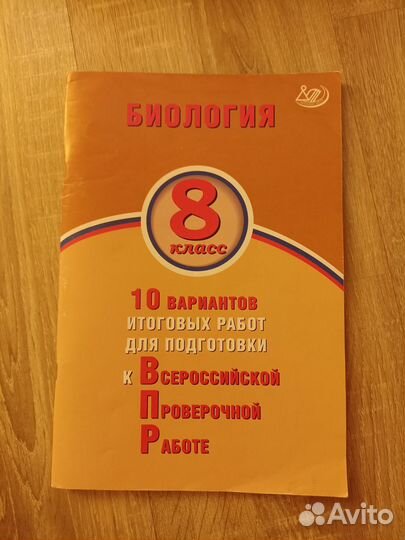 БИОЛОГИЯ
8
класс
10 ВАРИАНТОВ
ИТОГОВЫХ РАБОТ
ДЛЯ ПОДГОТОВКИ
К ВСЕРОССИЙСКОЙ
ПРОВЕРОЧНОЙ
РАБОТЕ
Avito